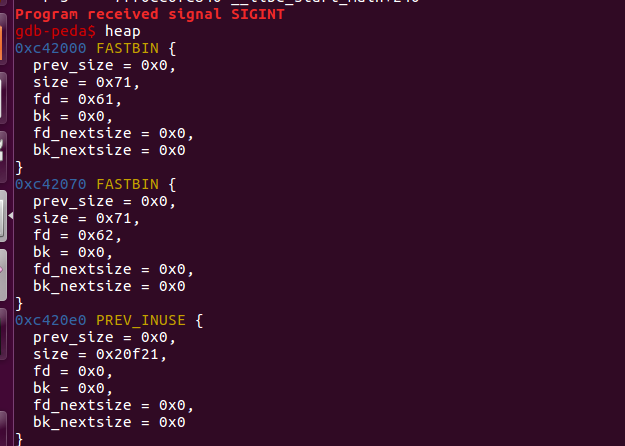 Program received signal SIGINT
gdb-peda$ heap
0xc42000 FASTBIN {
  prev_size = 0x0,
  size = 0x71,
  fd = 0x61,
  bk = 0x0,
  fd_nextsize = 0x0,
  bk_nextsize = 0x0
}
0xc42070 FASTBIN {
  prev_size = 0x0,
  size = 0x71,
  fd = 0x62,
  bk = 0x0,
  fd_nextsize = 0x0,
  bk_nextsize = 0x0
}
0xc420e0 PREV_INUSE {
  prev_size = 0x0,
  size = 0x20f21,
  fd = 0x0,
  bk = 0x0,
  fd_nextsize = 0x0,
  bk_nextsize = 0x0
}